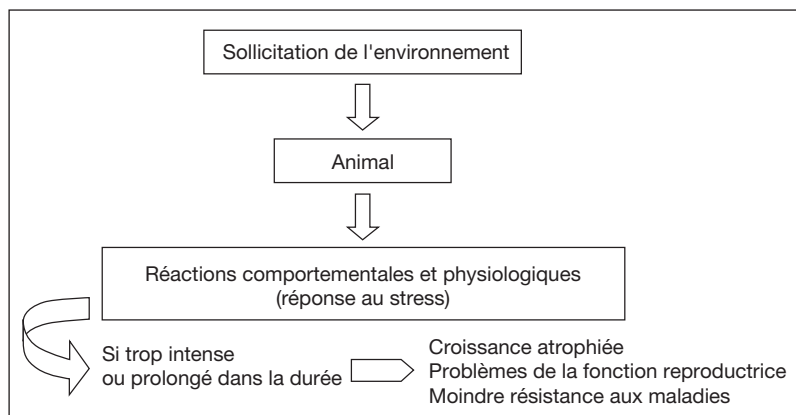 Sollicitation de l'environnement
Animal
Réactions comportementales et physiologiques
(réponse au stress)
Si trop intense
ou prolongé dans la durée
Croissance atrophiée
Problèmes de la fonction reproductrice
Moindre résistance aux maladies